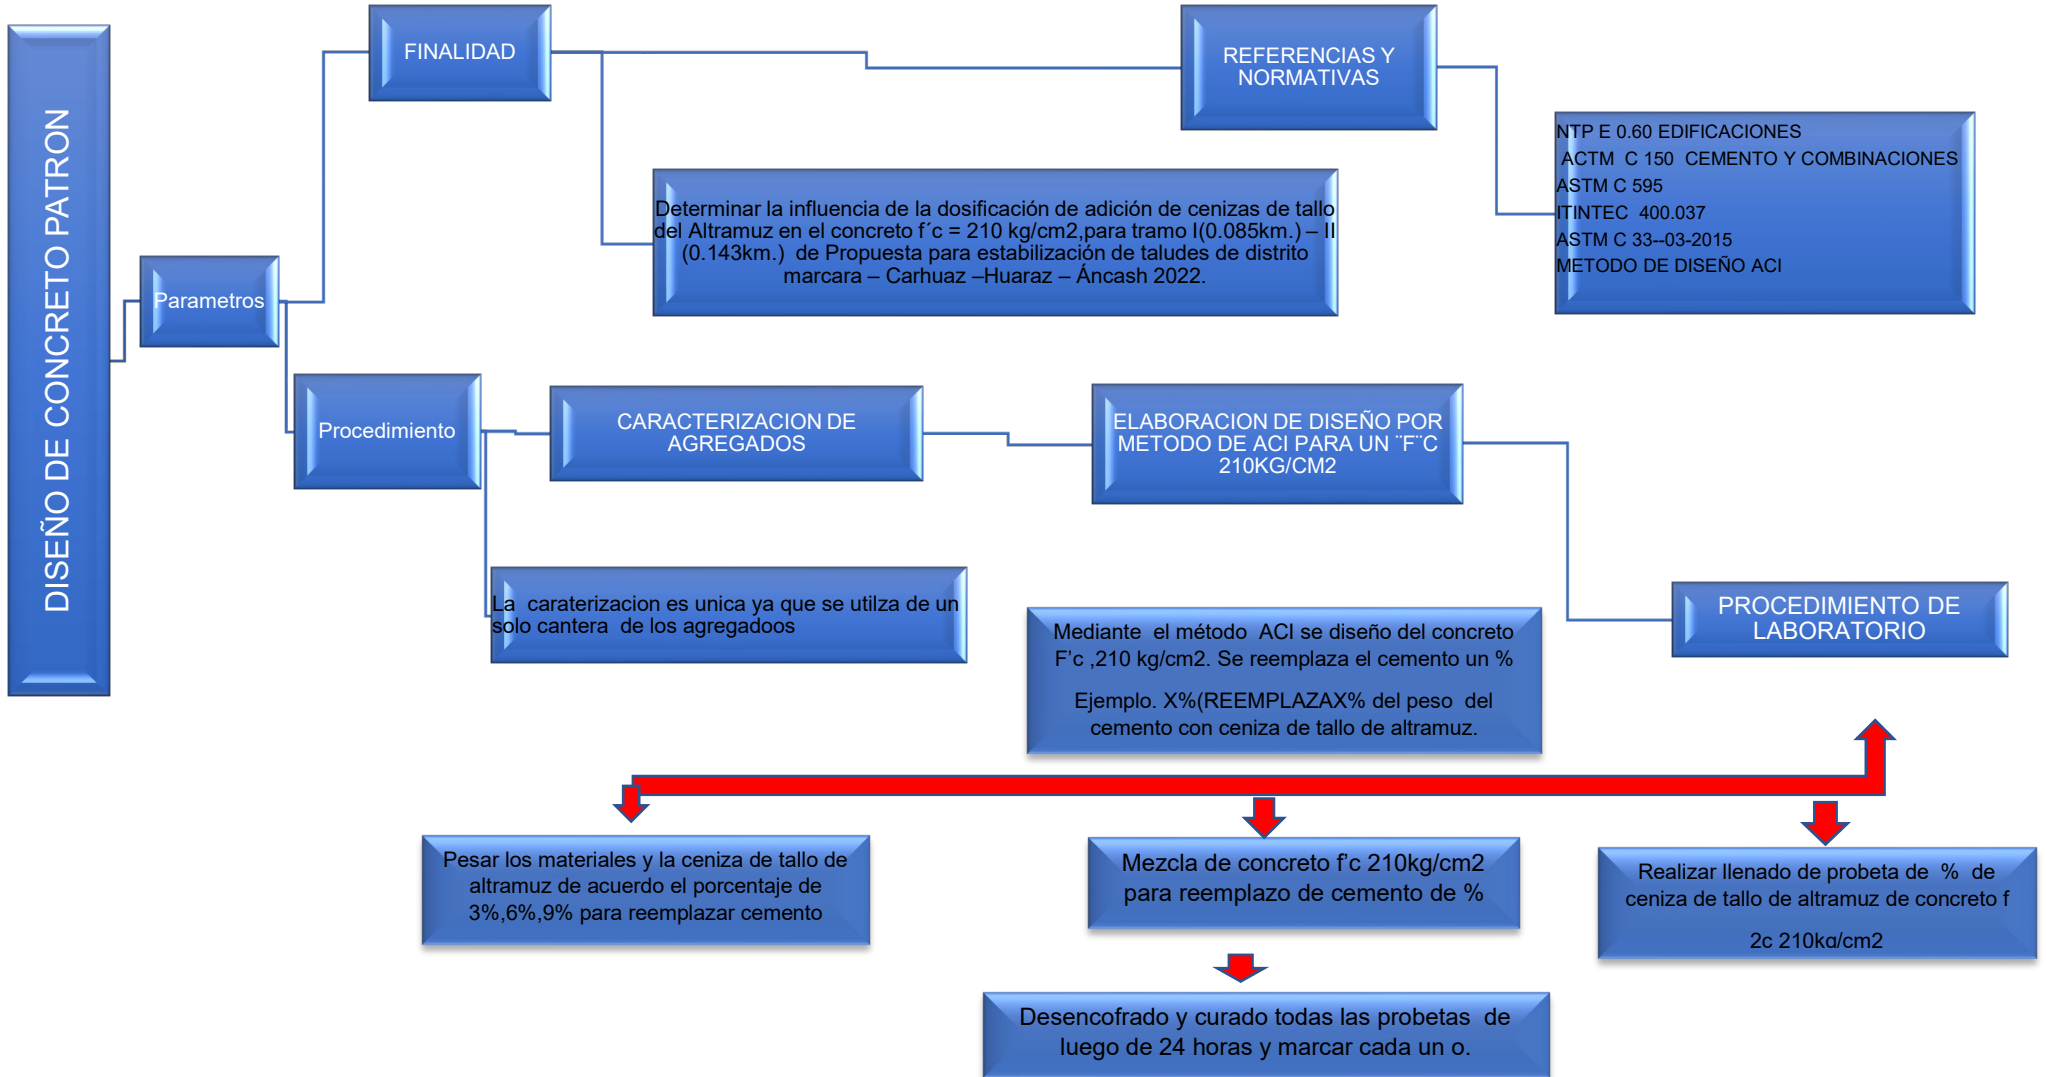 DISEÑO DE CONCRETO PATRON
Parametros
FINALIDAD
REFERENCIAS Y
NORMATIVAS
NTP E 0.60 EDIFICACIONES
ACTM C 150 CEMENTO Y COMBINACIONES
ASTM C 595
ITINTEC 400.037
ASTM C 33--03-2015
METODO DE DISEÑO ACI
Determinar la influencia de la dosificación de adición de cenizas de tallo
del Altramuz en el concreto f´c = 210 kg/cm2,para tramo I(0.085km.) – II
(0.143km.) de Propuesta para estabilización de taludes de distrito
marcara – Carhuaz –Huaraz – Áncash 2022.
Procedimiento
CARACTERIZACION DE
AGREGADOS
ELABORACION DE DISEÑO POR
METODO DE ACI PARA UN ¨F¨C
210KG/CM2
La caraterizacion es unica ya que se utilza de un
solo cantera de los agregadoos
PROCEDIMIENTO DE
LABORATORIO
Mediante el método ACI se diseño del concreto
F'c ,210 kg/cm2. Se reemplaza el cemento un %
Ejemplo. X%(REEMPLAZAX% del peso del
cemento con ceniza de tallo de altramuz.
Pesar los materiales y la ceniza de tallo de
altramuz de acuerdo el porcentaje de
3%,6%,9% para reemplazar cemento
Mezcla de concreto f'c 210kg/cm2
para reemplazo de cemento de %
Realizar llenado de probeta de % de
ceniza de tallo de altramuz de concreto f
2c 210kg/cm2
Desencofrado y curado todas las probetas de
luego de 24 horas y marcar cada un o.